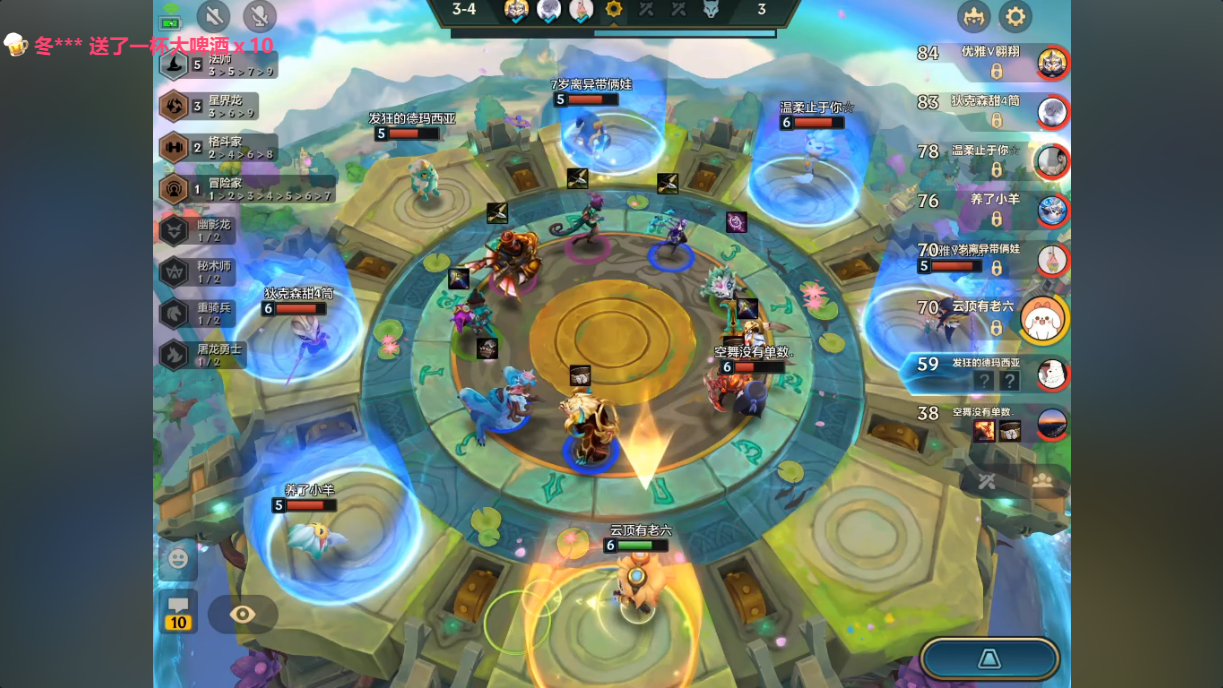 3-4
3
冬*** 送了一杯大啤酒 x 10
5 法师
3 > 5 > 7 > 9
3 星界龙
3 > 6 > 9
2 格斗家
2 > 4 > 6 > 8
1 冒险家
1 > 2 > 3 > 4 > 5 > 6 > 7
幽影龙
1 / 2
秘术师
1 / 2
重骑兵
1 / 2
屠龙勇士
1 / 2
7岁离异带俩娃
5
发狂的德玛西亚
5
温柔止于你☆
6
狄克森甜4筒
6
空舞没有单数.
6
养了小羊
5
云顶有老六
6
5
84 优雅V翱翔
83 狄克森甜4筒
78 温柔止于你☆
76 养了小羊
70
70 云顶有老六
59 发狂的德玛西亚
? ?
38 空舞没有单数.
10